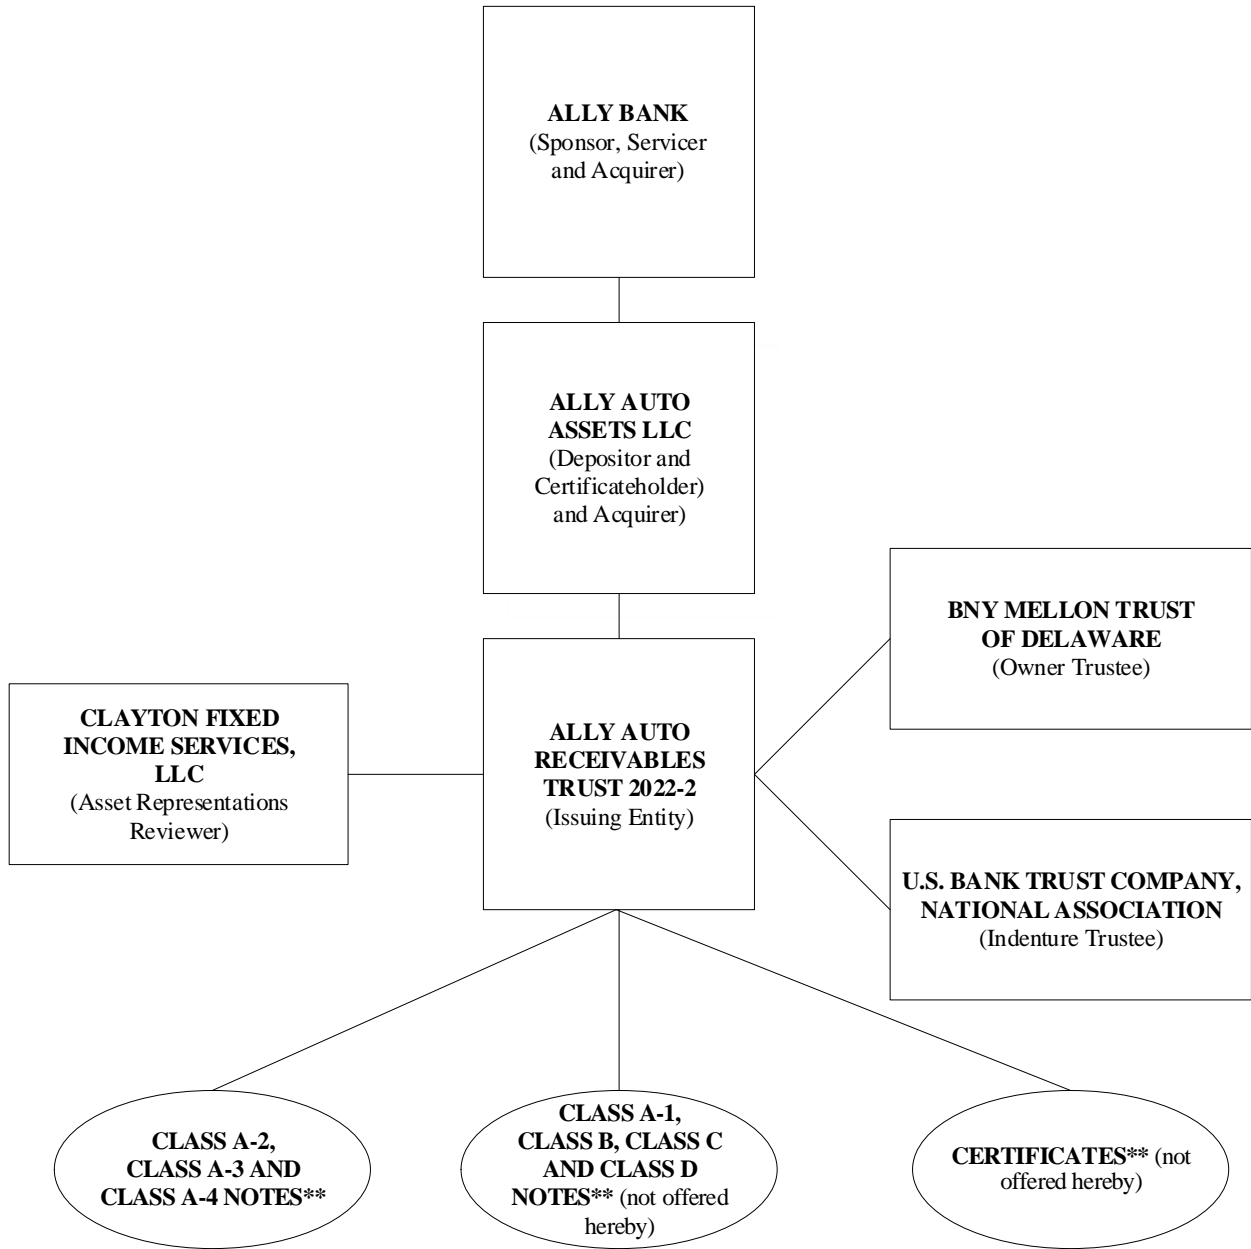 ALLY BANK
(Sponsor, Servicer
and Acquirer)
ALLY AUTO
ASSETS LLC
(Depositor and
Certificateholder)
and Acquirer)
BNY MELLON TRUST
OF DELAWARE
(Owner Trustee)
CLAYTON FIXED
INCOME SERVICES,
LLC
(Asset Representations
Reviewer)
ALLY AUTO
RECEIVABLES
TRUST 2022-2
(Issuing Entity)
U.S. BANK TRUST COMPANY,
NATIONAL ASSOCIATION
(Indenture Trustee)
CLASS A-2,
CLASS A-3 AND
CLASS A-4 NOTES**
CLASS A-1,
CLASS B, CLASS C
AND CLASS D
NOTES** (not offered
hereby)
CERTIFICATES** (not
offered hereby)